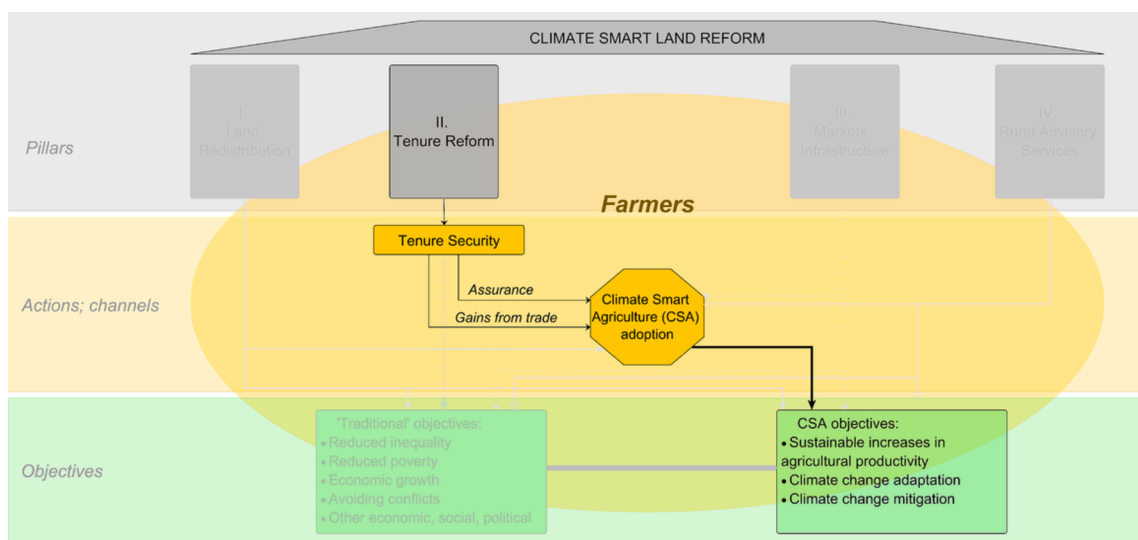 CLIMATE SMART LAND REFORM
I.
Land
Redistribution
II.
Tenure Reform
III.
Markets;
Infrastructure
IV.
Rural Advisory
Services
Pillars
Farmers
Tenure Security
Actions; channels
Assurance
Gains from trade
Climate Smart
Agriculture (CSA)
adoption
Objectives
'Traditional' objectives:
• Reduced inequality
• Reduced poverty
• Economic growth
• Avoiding conflicts
• Other economic, social, political
CSA objectives:
• Sustainable increases in
agricultural productivity
• Climate change adaptation
• Climate change mitigation